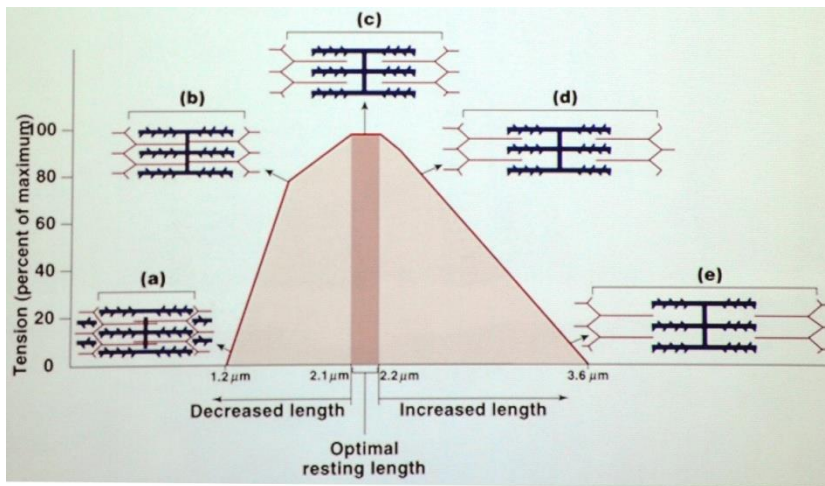 (c)
(b)
(d)
100
80
60
40
20
0
Tension (percent of maximum)
(a)
(e)
1.2 µm
2.1 µm
2.2 µm
3.6 µm
Decreased length
Increased length
Optimal
resting length